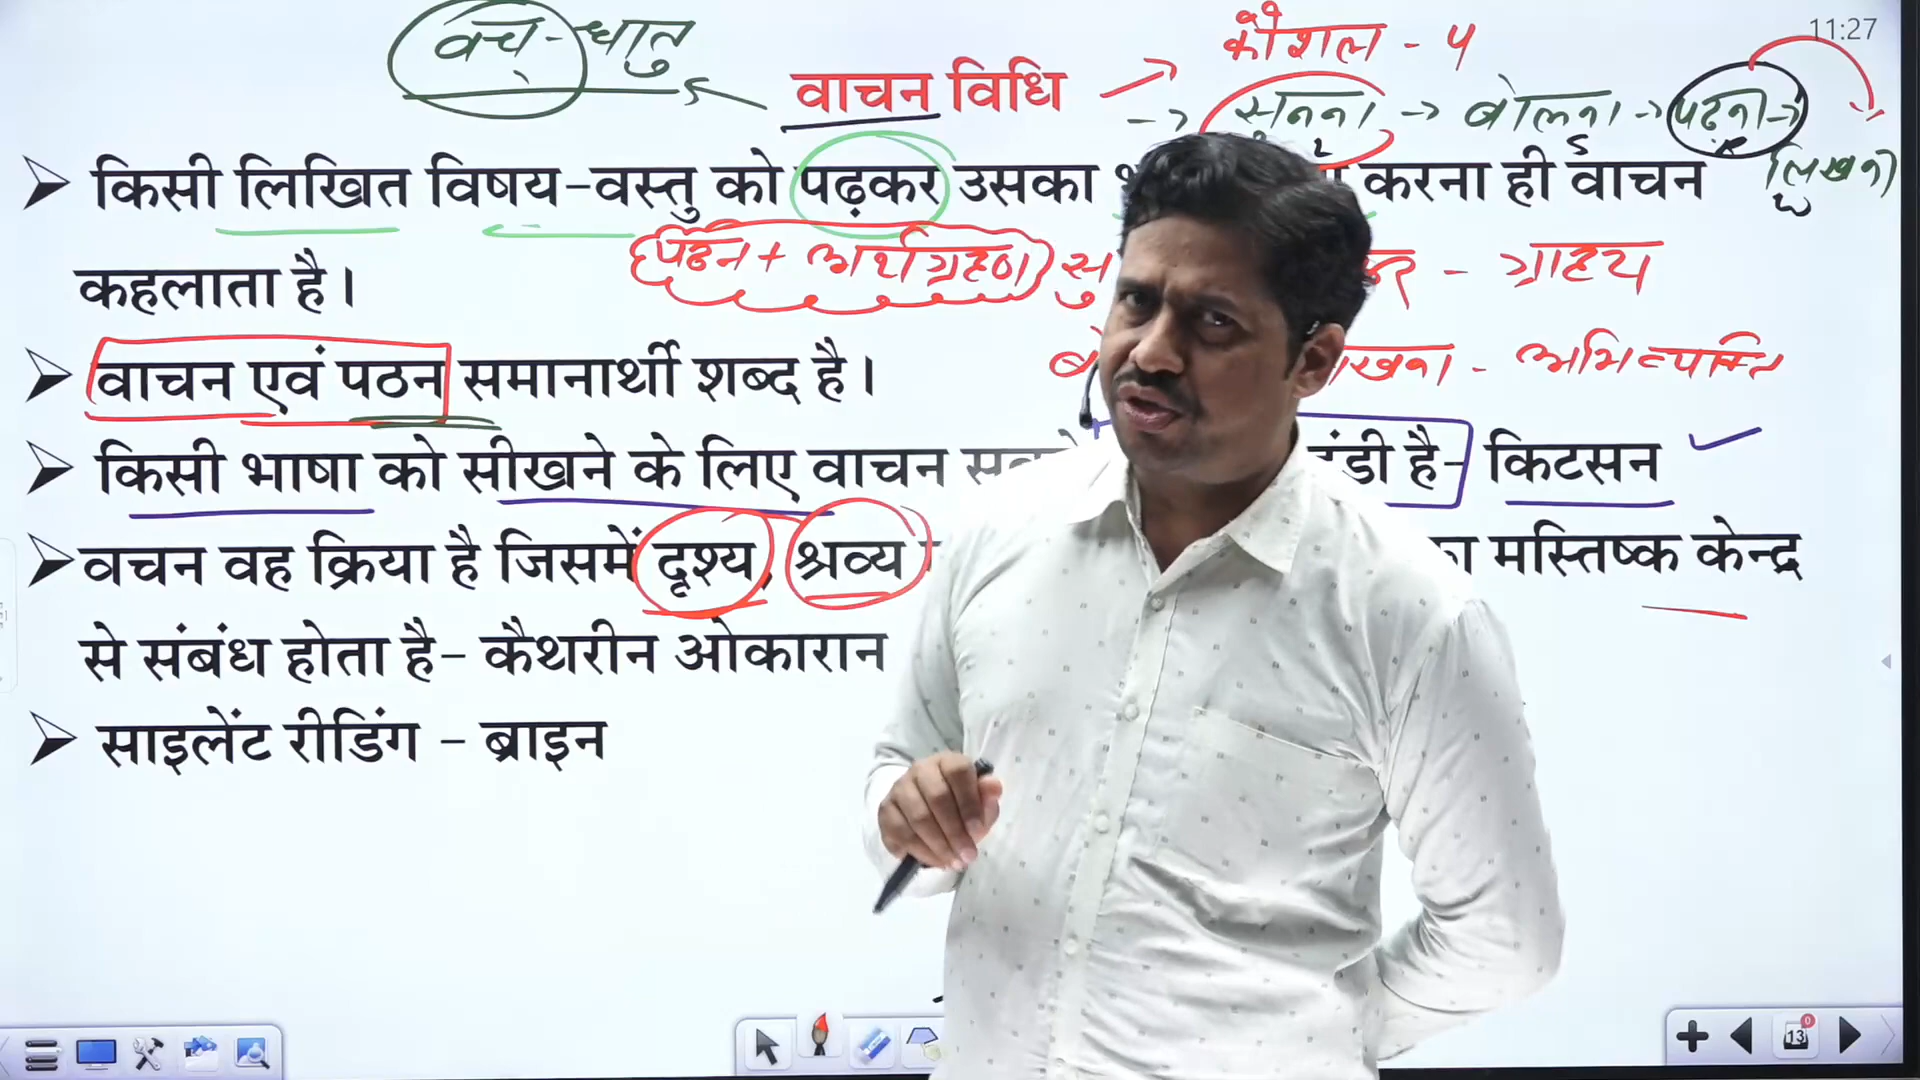 वच् - धातु
कौशल - 4
11:27
वाचन विधि
→ सुनना → बोलना → पढ़ना →
लिखना
किसी लिखित विषय-वस्तु को पढ़कर उसका करना ही वाचन
(पठन + अर्थग्रहण) सु - ग्राह्य
कहलाता है।
वाचन एवं पठन समानार्थी शब्द है।
- अभिव्यक्ति
किसी भाषा को सीखने के लिए वाचन है- किटसन
वचन वह क्रिया है जिसमें दृश्य, श्रव्य मस्तिष्क केन्द्र
से संबंध होता है- कैथरीन ओकारान
साइलेंट रीडिंग - ब्राइन
13
0